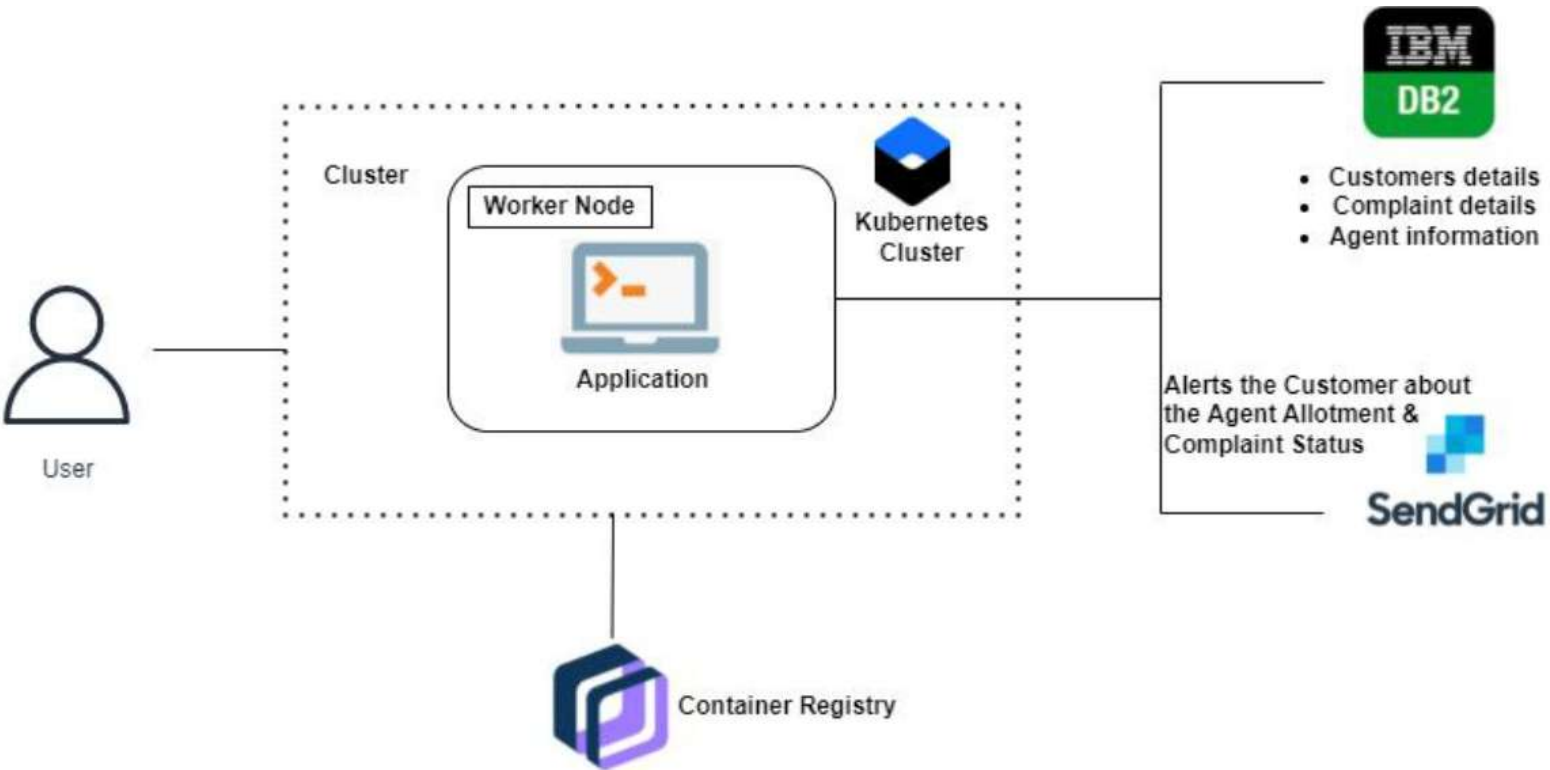 IBM
DB2
Cluster
Worker Node
Kubernetes
Cluster
• Customers details
• Complaint details
• Agent information
Application
Alerts the Customer about
the Agent Allotment &
Complaint Status
User
SendGrid
Container Registry